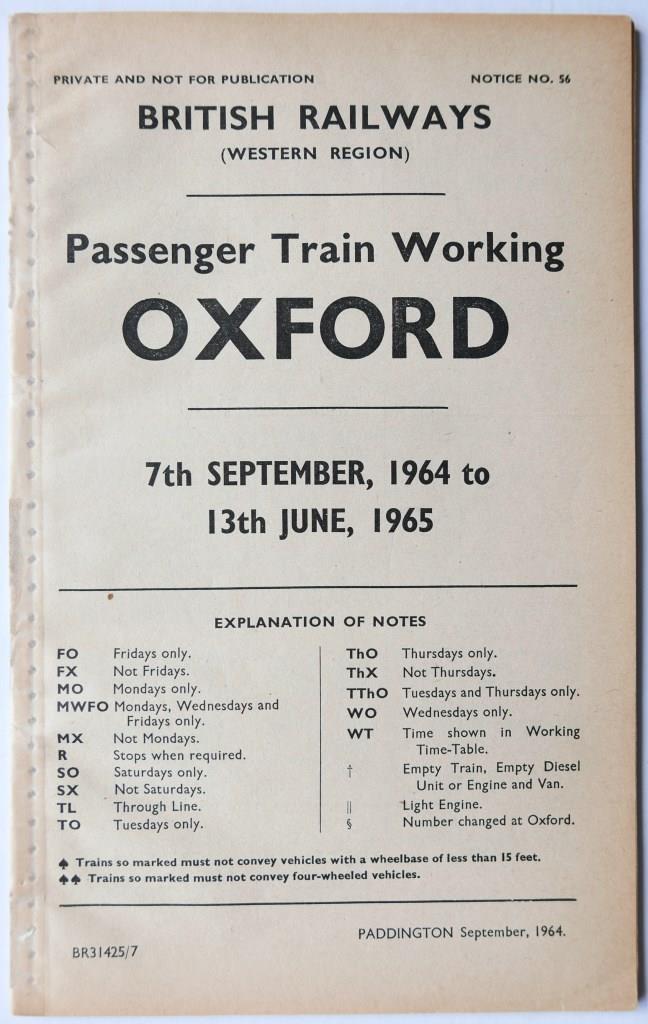 PRIVATE AND NOT FOR PUBLICATION NOTICE NO. 56
BRITISH RAILWAYS
(WESTERN REGION)
Passenger Train Working
OXFORD
7th SEPTEMBER, 1964 to
13th JUNE, 1965
EXPLANATION OF NOTES
FO Fridays only.
FX Not Fridays.
MO Mondays only.
MWFO Mondays, Wednesdays and
Fridays only.
MX Not Mondays.
R Stops when required.
SO Saturdays only.
SX Not Saturdays.
TL Through Line.
TO Tuesdays only.
ThO Thursdays only.
ThX Not Thursdays.
TThO Tuesdays and Thursdays only.
WO Wednesdays only.
WT Time shown in Working
Time-Table.
† Empty Train, Empty Diesel
Unit or Engine and Van.
|| Light Engine.
§ Number changed at Oxford.
♠ Trains so marked must not convey vehicles with a wheelbase of less than 15 feet.
♠♠ Trains so marked must not convey four-wheeled vehicles.
PADDINGTON September, 1964.
BR31425/7